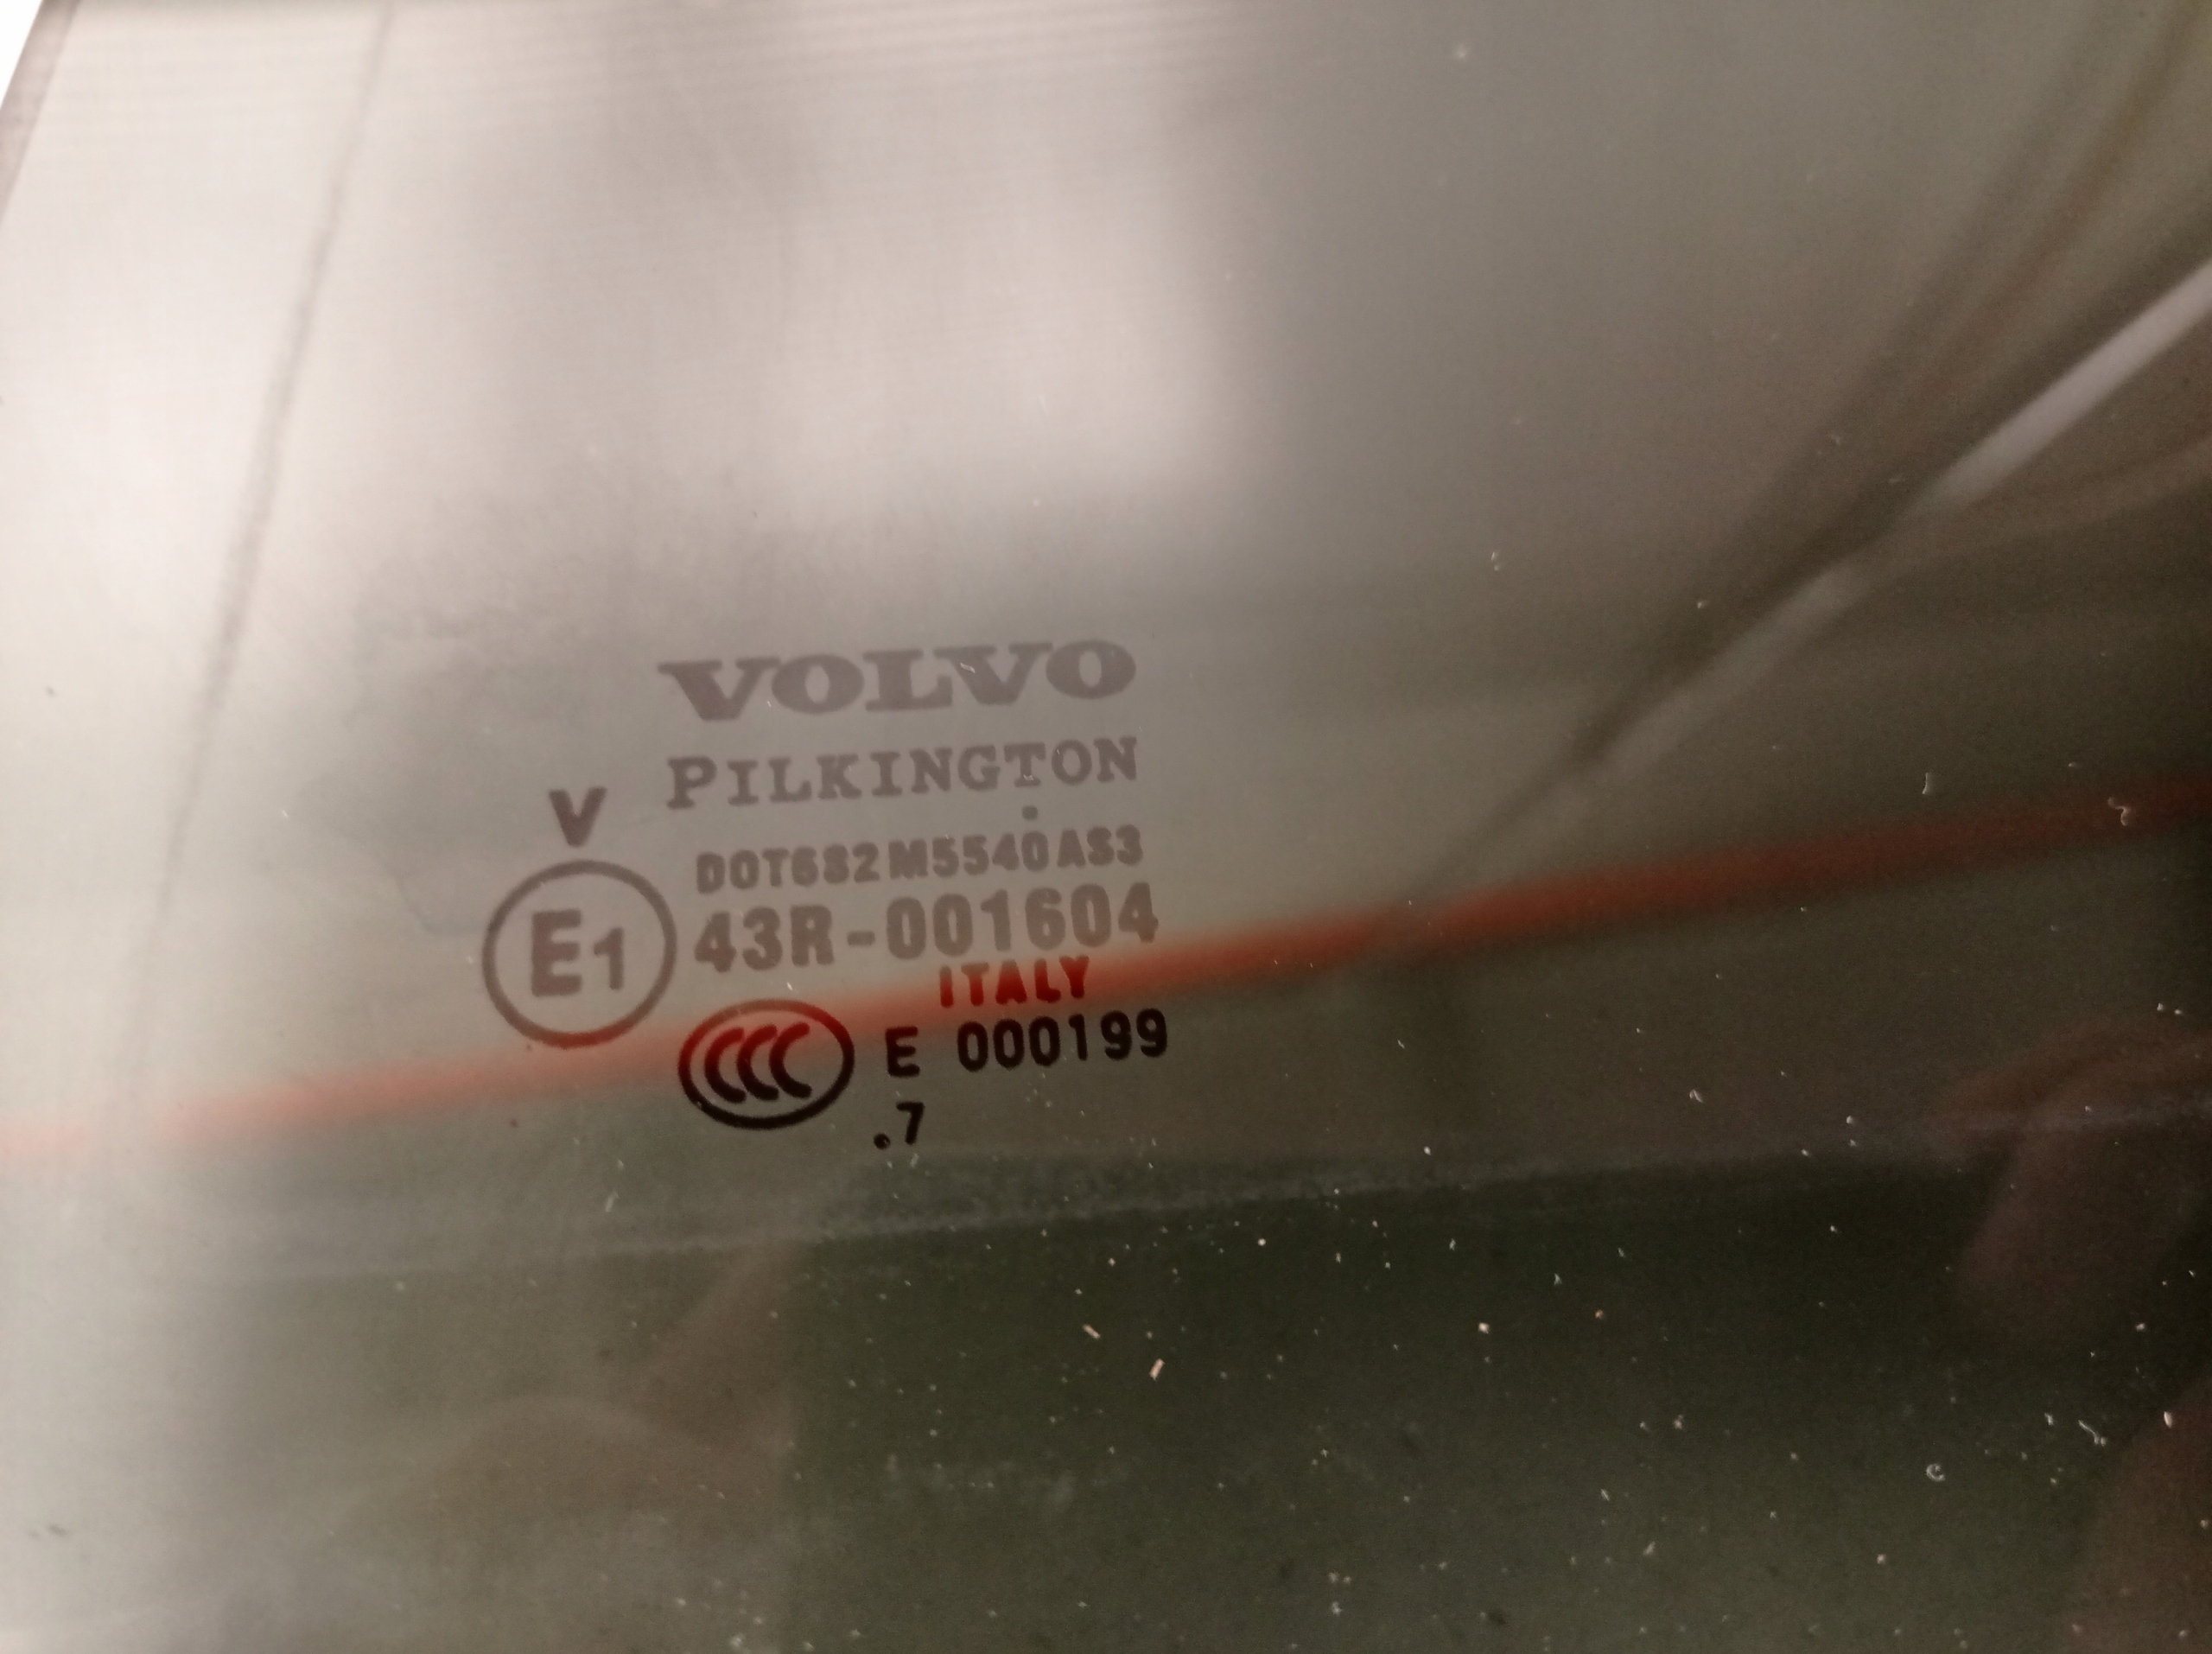 VOLVO
PILKINGTON
V
.
DOT682 M5540 AS3
E1 43R-001604
ITALY
CCC E 000199
.7